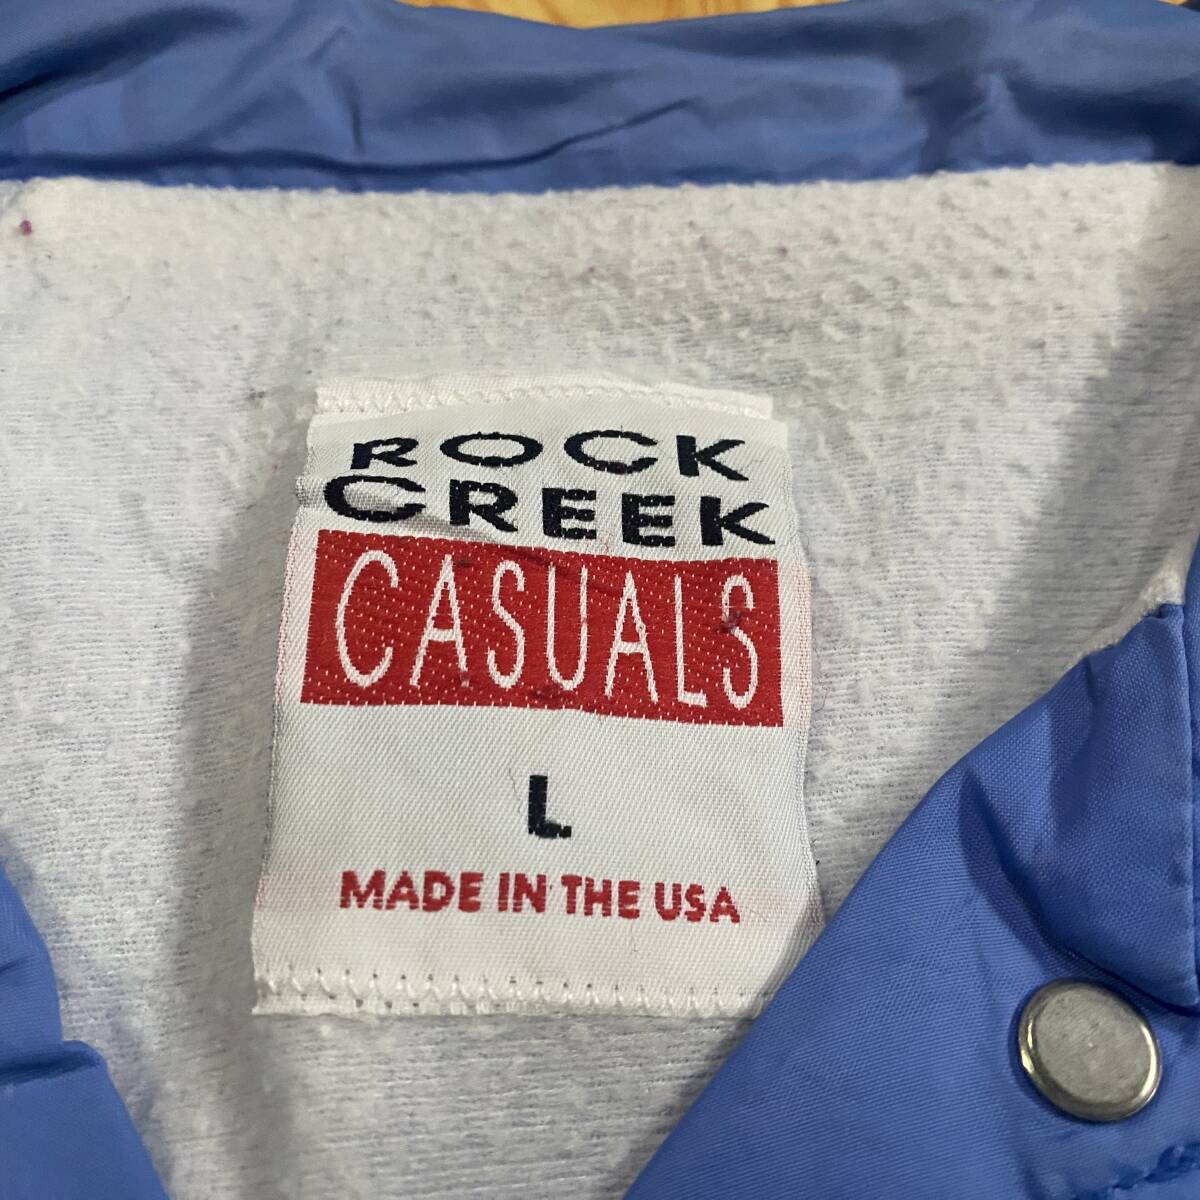 ROCK
CREEK
CASUALS
L
MADE IN THE USA